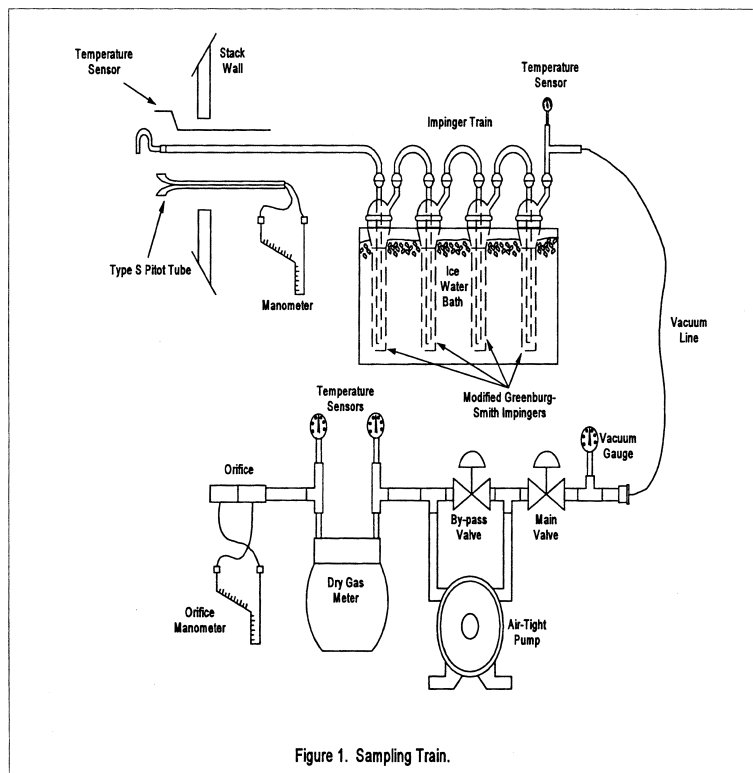 Temperature
Sensor
Stack
Wall
Temperature
Sensor
Impinger Train
Type S Pitot Tube
Manometer
Ice
Water
Bath
Vacuum
Line
Temperature
Sensors
Modified Greenburg-
Smith Impingers
Vacuum
Gauge
Orifice
By-pass
Valve
Main
Valve
Dry Gas
Meter
Orifice
Manometer
Air-Tight
Pump
Figure 1. Sampling Train.